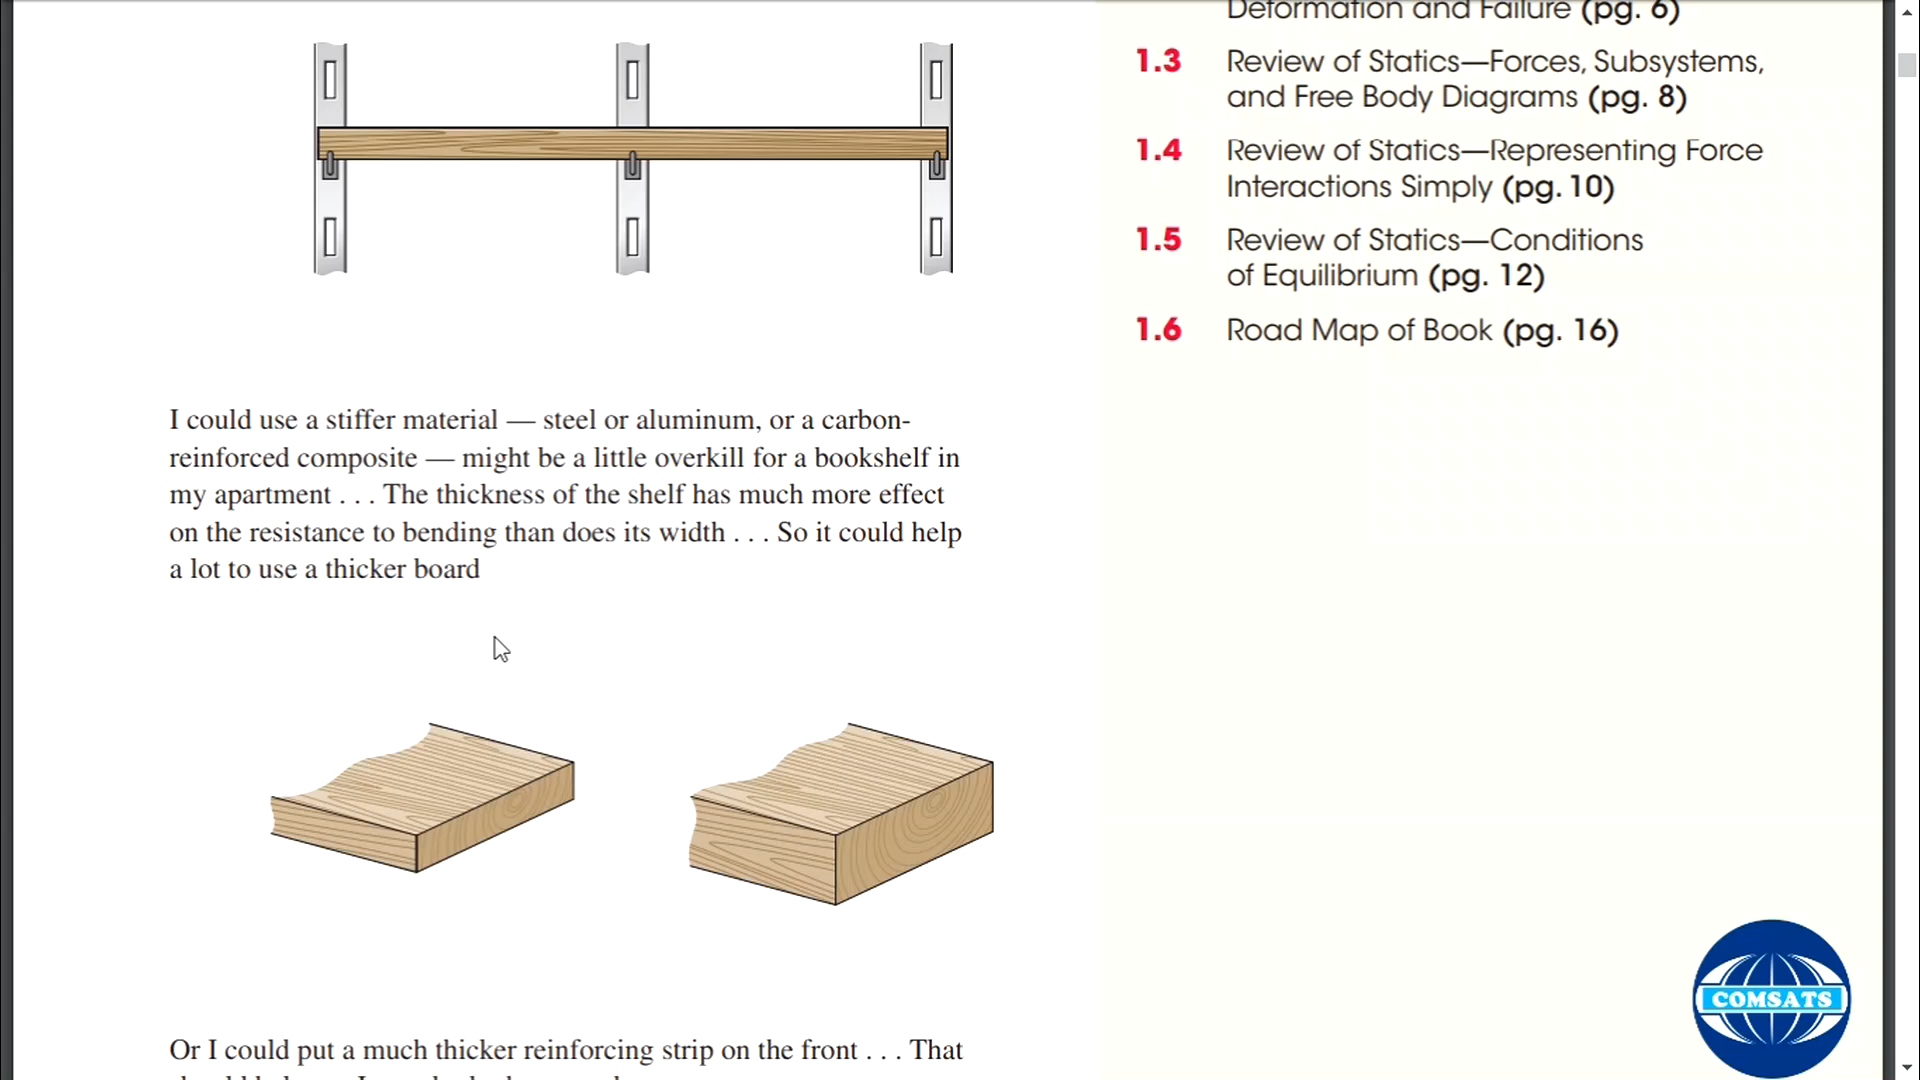 I could use a stiffer material — steel or aluminum, or a carbon-
reinforced composite — might be a little overkill for a bookshelf in
my apartment . . . The thickness of the shelf has much more effect
on the resistance to bending than does its width . . . So it could help
a lot to use a thicker board
Or I could put a much thicker reinforcing strip on the front . . . That
Deformation and Failure (pg. 6)
1.3 Review of Statics—Forces, Subsystems,
and Free Body Diagrams (pg. 8)
1.4 Review of Statics—Representing Force
Interactions Simply (pg. 10)
1.5 Review of Statics—Conditions
of Equilibrium (pg. 12)
1.6 Road Map of Book (pg. 16)
COMSATS